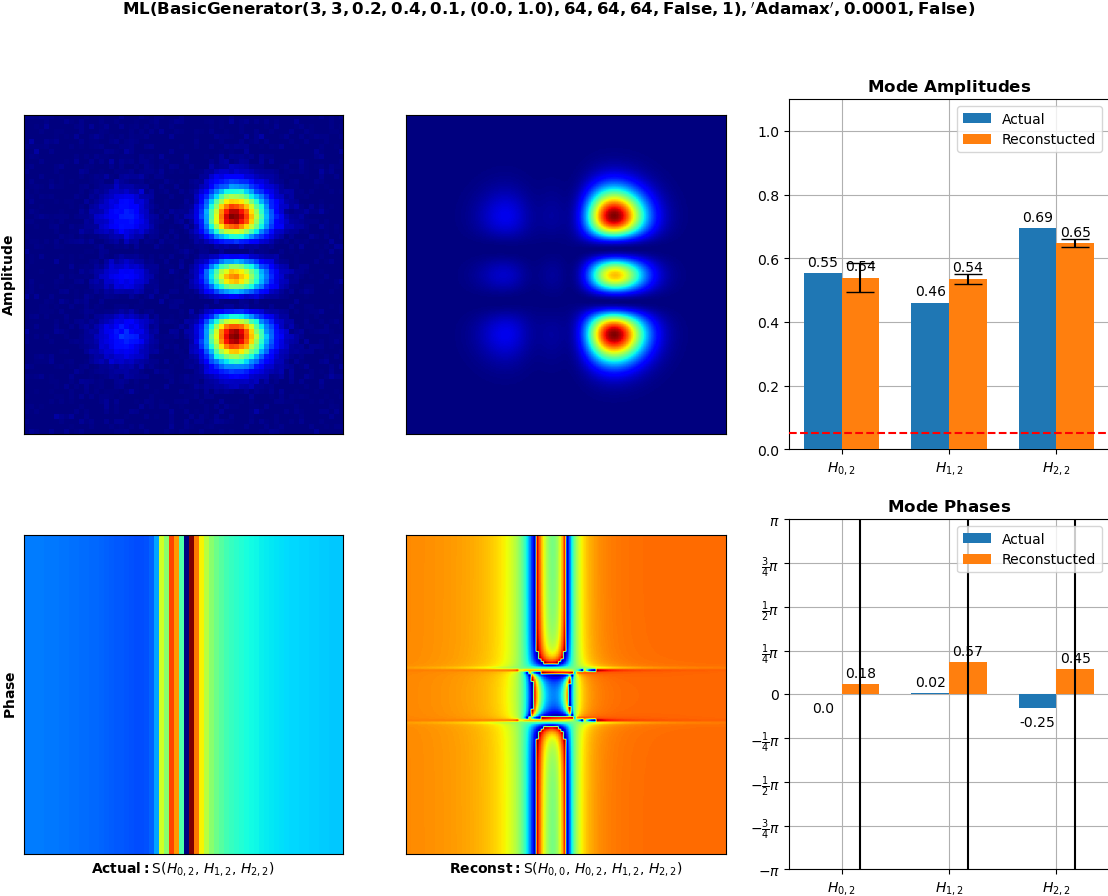 ML(BasicGenerator(3, 3, 0.2, 0.4, 0.1, (0.0, 1.0), 64, 64, 64, False, 1), ′Adamax′, 0.0001, False)
Amplitude
Mode Amplitudes
Actual
Reconstucted
1.0
0.8
0.6
0.4
0.2
0.0
0.55
0.54
0.46
0.54
0.69
0.65
H0, 2
H1, 2
H2, 2
Phase
Actual: S(H0, 2, H1, 2, H2, 2)
Reconst: S(H0, 0, H0, 2, H1, 2, H2, 2)
Mode Phases
Actual
Reconstucted
π
3/4π
1/2π
1/4π
0
−1/4π
−1/2π
−3/4π
−π
0.0
0.18
0.02
0.57
-0.25
0.45
H0, 2
H1, 2
H2, 2